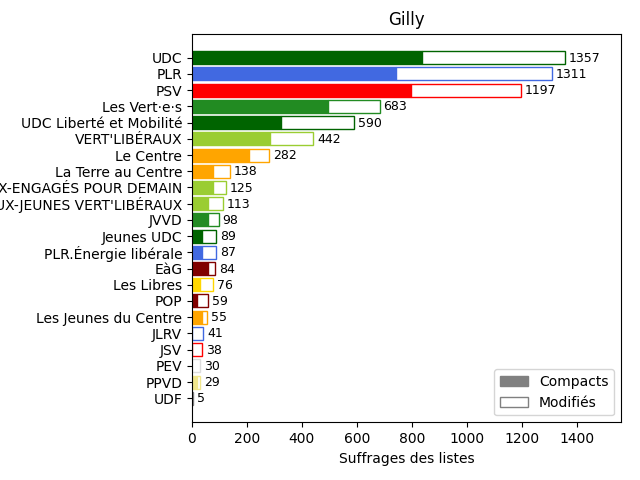 Gilly
UDC 1357
PLR 1311
PSV 1197
Les Vert·e·s 683
UDC Liberté et Mobilité 590
VERT'LIBÉRAUX 442
Le Centre 282
La Terre au Centre 138
X-ENGAGÉS POUR DEMAIN 125
UX-JEUNES VERT'LIBÉRAUX 113
JVVD 98
Jeunes UDC 89
PLR.Énergie libérale 87
EàG 84
Les Libres 76
POP 59
Les Jeunes du Centre 55
JLRV 41
JSV 38
PEV 30
PPVD 29
UDF 5
Compacts
Modifiés
0 200 400 600 800 1000 1200 1400
Suffrages des listes